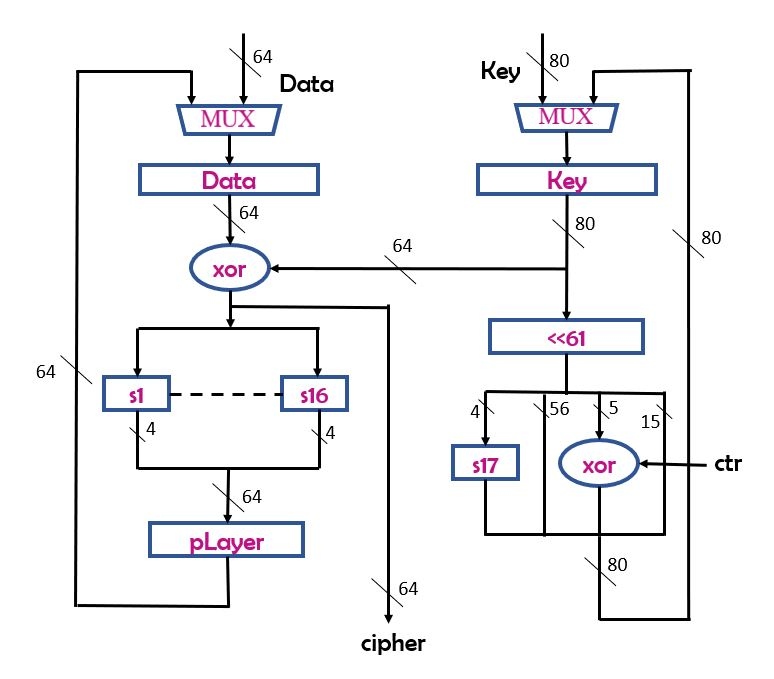 64
80
Data
Key
MUX
MUX
Data
Key
64
80
64
80
xor
<<61
64
s1
s16
4
56
5
15
4
4
s17
xor
ctr
64
pLayer
80
64
cipher